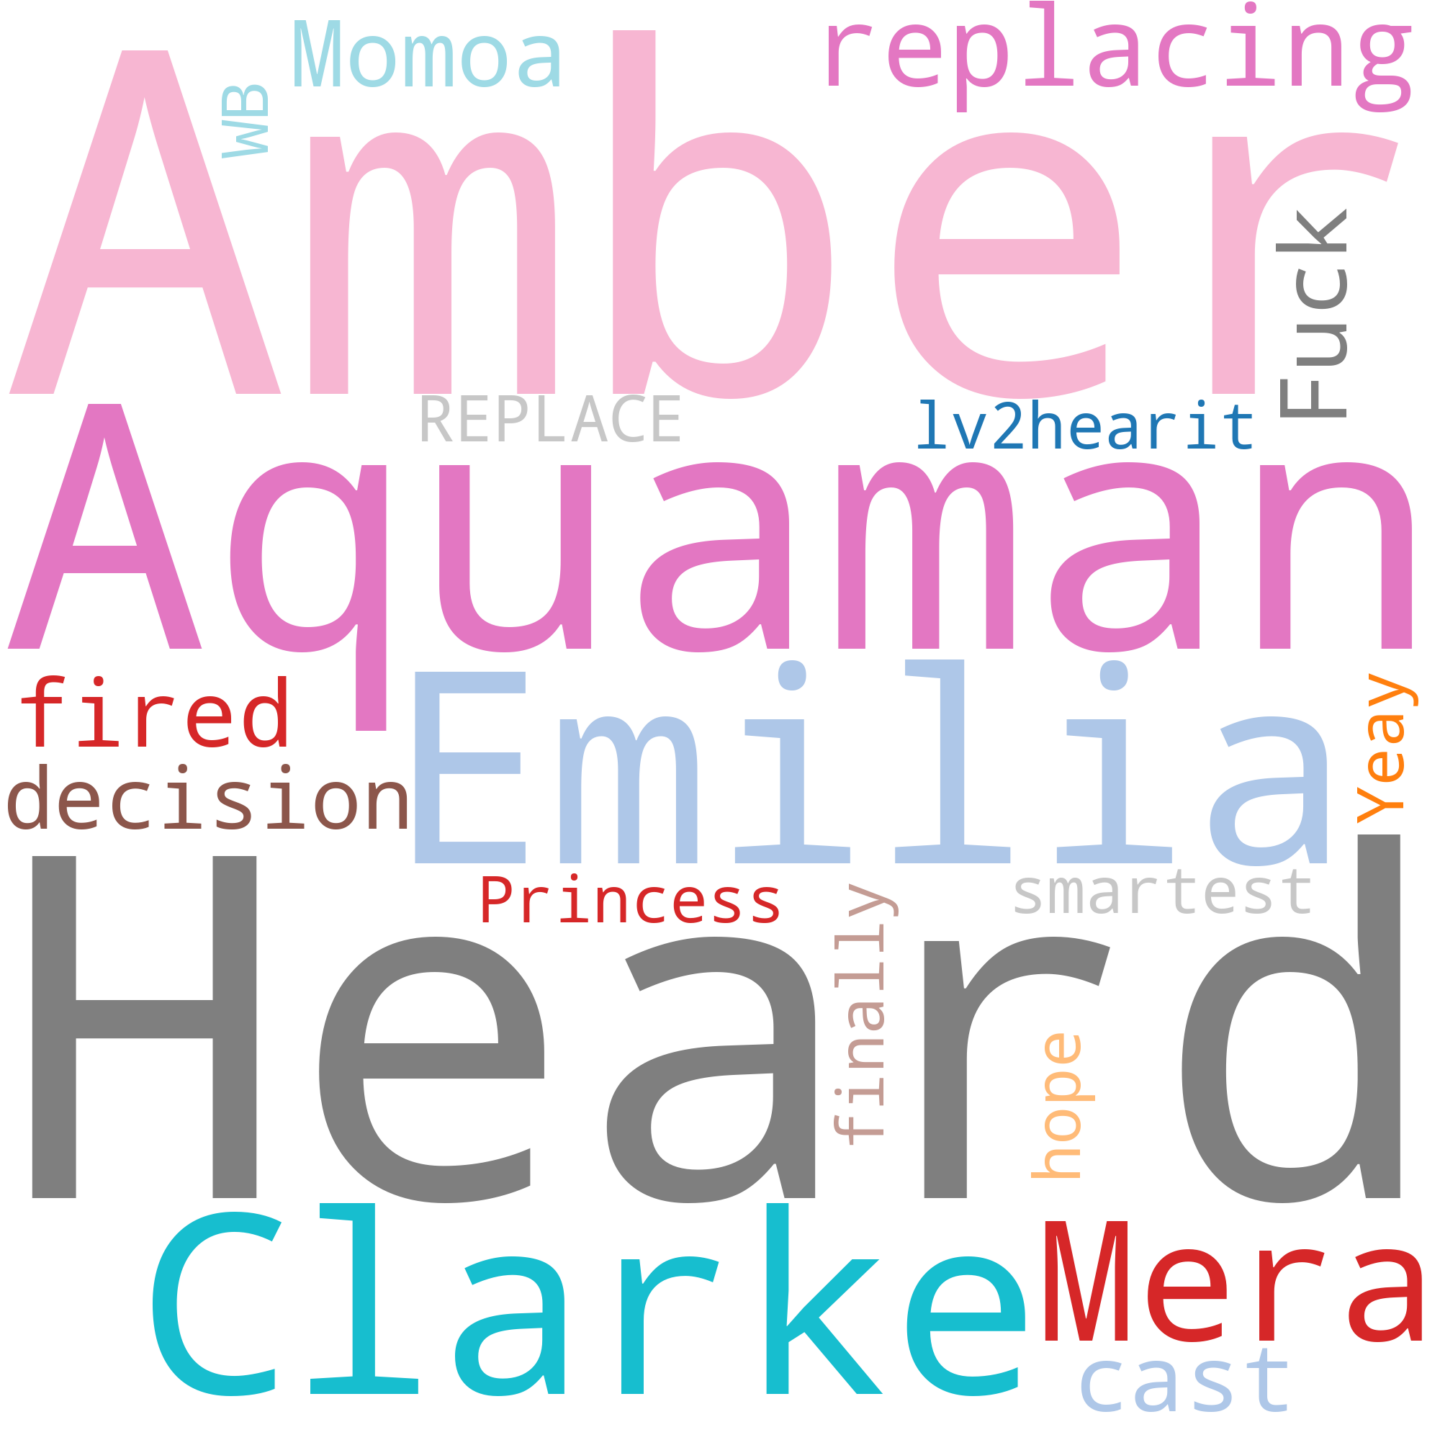 Momoa
replacing
WB
Amber
Fuck
REPLACE
lv2hearit
Aquaman
fired
Emilia
Yeay
decision
Princess
smartest
finally
Heard
hope
Clarke
Mera
cast